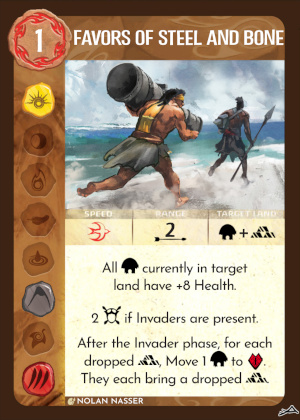 1
FAVORS OF STEEL AND BONE
SPEED RANGE TARGET LAND
2
+
All currently in target
land have +8 Health.
2 if Invaders are present.
After the Invader phase, for each
dropped , Move 1 to .
They each bring a dropped .
NOLAN NASSER